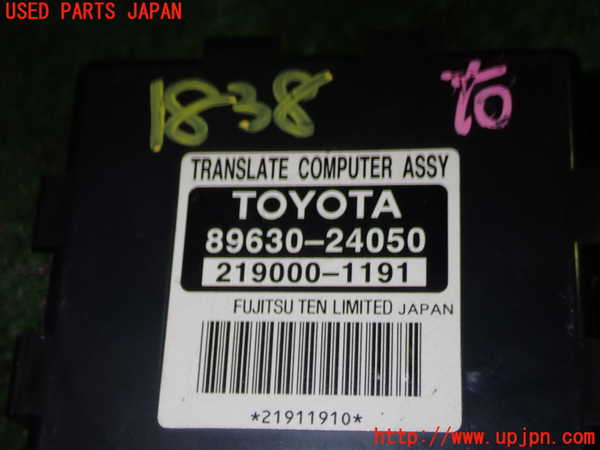 USED PARTS JAPAN
1838 TO
TRANSLATE COMPUTER ASSY
TOYOTA
89630-24050
219000-1191
FUJITSU TEN LIMITED JAPAN
*21911910*
http://www.upjpn.com